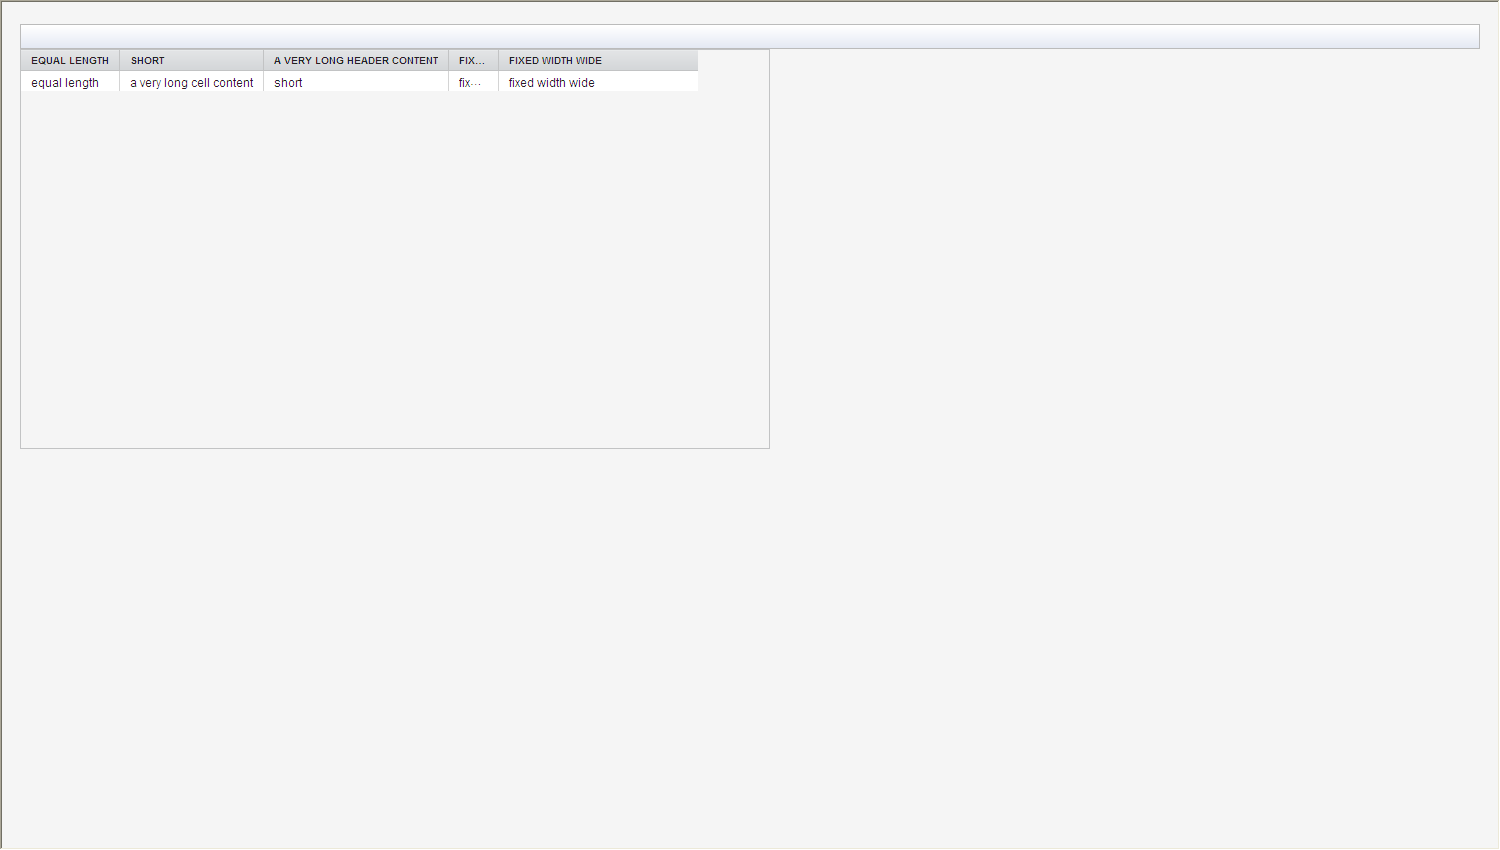 EQUAL LENGTH SHORT A VERY LONG HEADER CONTENT FIX... FIXED WIDTH WIDE
equal length a very long cell content short fix... fixed width wide